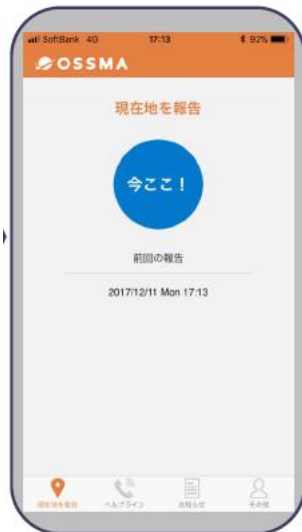 SoftBank 4G 17:13 92%
OSSMA
現在地を報告
今ここ！
前回の報告
2017/12/11 Mon 17:13
現在地を報告 ヘルプライン お知らせ その他